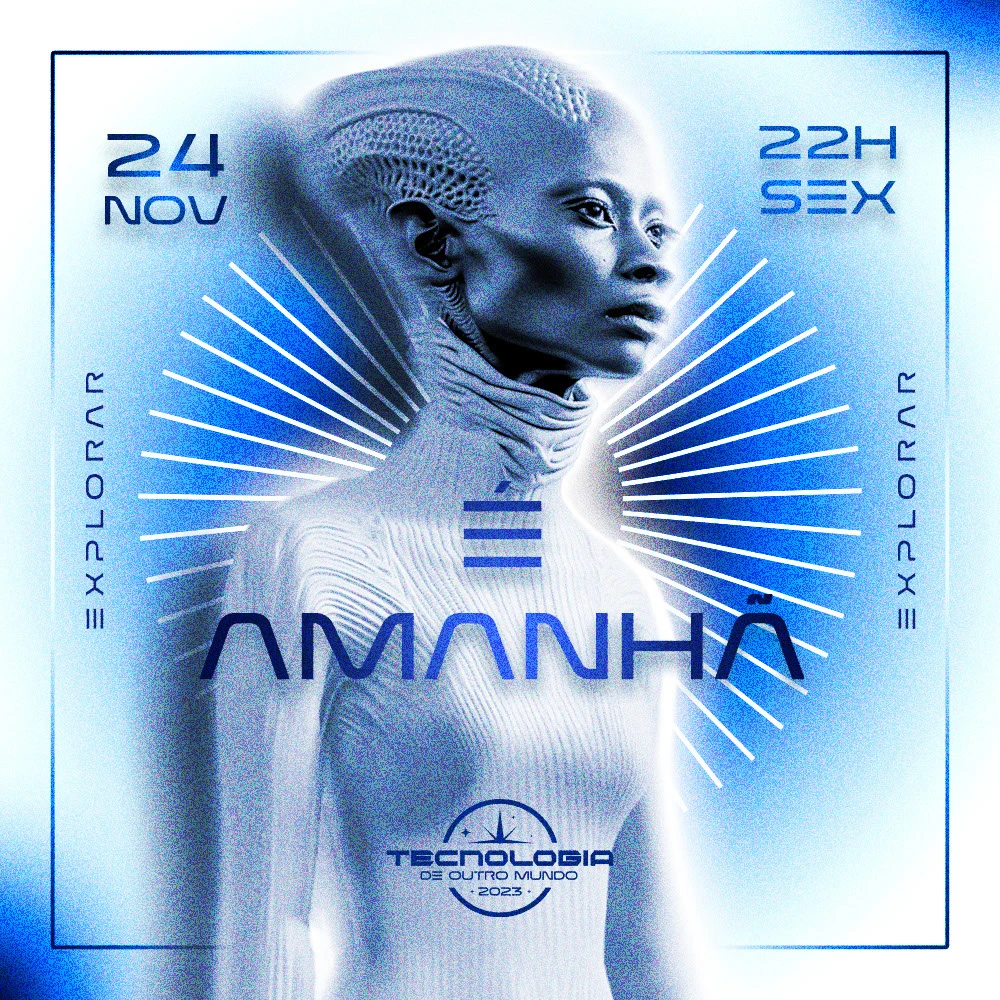 24
NOV
22H
SEX
EXPLORAR
EXPLORAR
É
AMANHÃ
TECNOLOGIA
DE OUTRO MUNDO
· 2023 ·